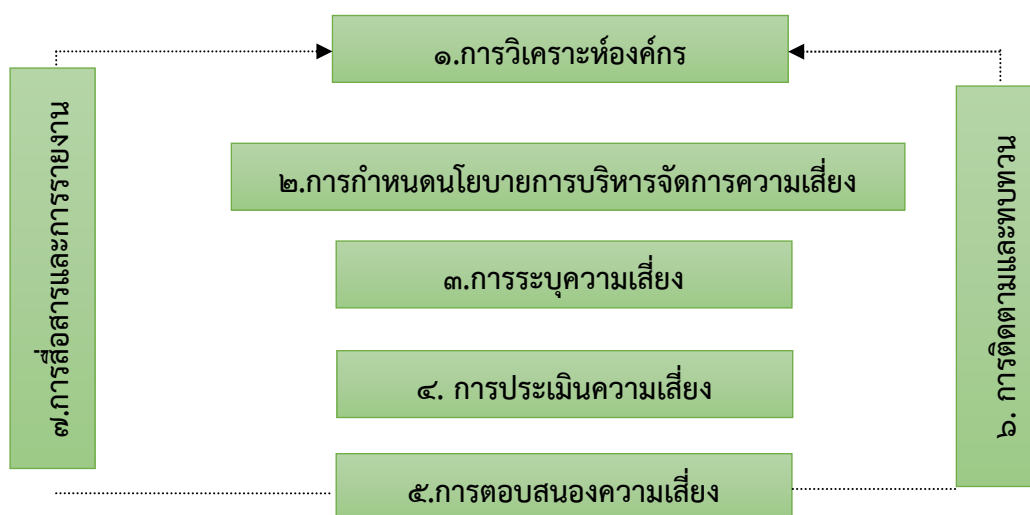 ๑.การวิเคราะห์องค์กร
๒.การกำหนดนโยบายการบริหารจัดการความเสี่ยง
๓.การระบุความเสี่ยง
๔. การประเมินความเสี่ยง
๕.การตอบสนองความเสี่ยง
๖. การติดตามและทบทวน
๗.การสื่อสารและการรายงาน